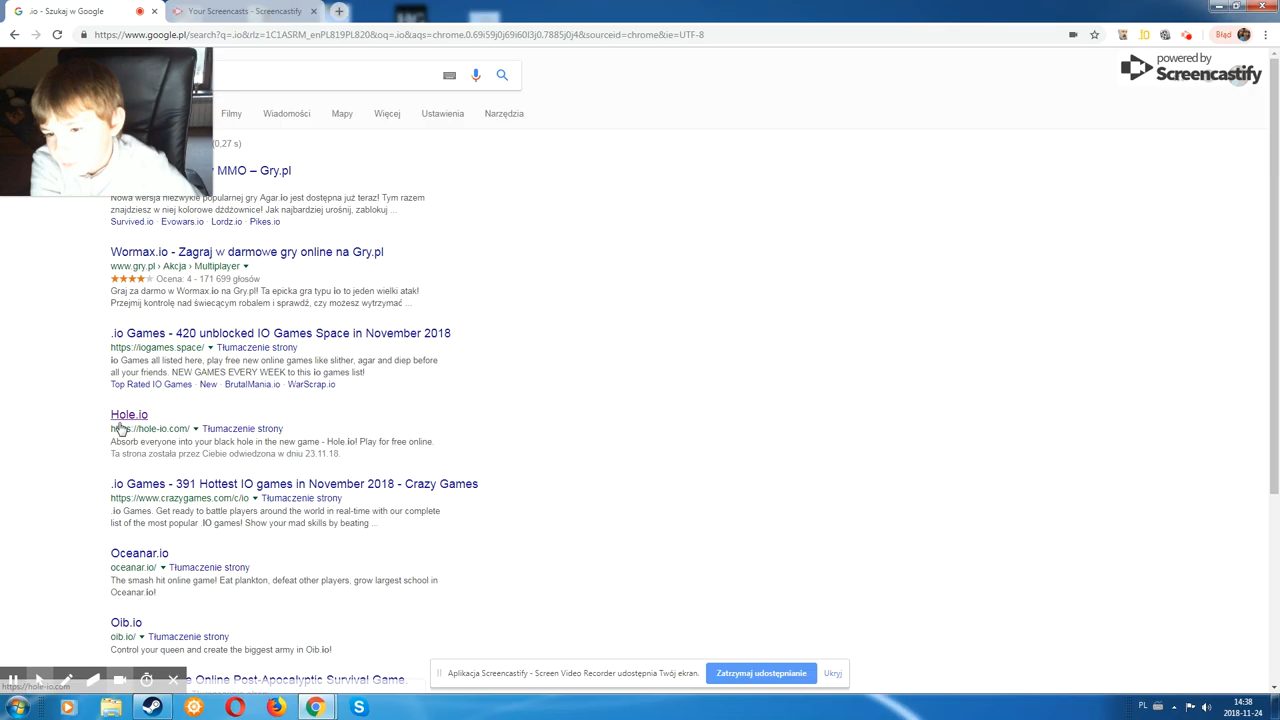 .io - Szukaj w Google
Your Screencasts - Screencastify
https://www.google.pl/search?q=.io&rlz=1C1ASRM_enPL819PL820&oq=.io&aqs=chrome.0.69i59j0j69i60l3j0.7885j0j4&sourceid=chrome&ie=UTF-8
Błąd
powered by
Screencastify
Filmy Wiadomości Mapy Więcej Ustawienia Narzędzia
(0,27 s)
MMO – Gry.pl
Nowa wersja niezwykle popularnej gry Agar.io jest dostępna już teraz! Tym razem
znajdziesz w niej kolorowe dżdżownice! Jak najbardziej urośnij, zablokuj ...
Survived.io · Evowars.io · Lordz.io · Pikes.io
Wormax.io - Zagraj w darmowe gry online na Gry.pl
www.gry.pl › Akcja › Multiplayer
Ocena: 4 - 171 699 głosów
Graj za darmo w Wormax.io na Gry.pl! Ta epicka gra typu io to jeden wielki atak!
Przejmij kontrolę nad świecącym robalem i sprawdź, czy możesz wytrzymać ...
.io Games - 420 unblocked IO Games Space in November 2018
https://iogames.space/ Tłumaczenie strony
io Games all listed here, play free new online games like slither, agar and diep before
all your friends. NEW GAMES EVERY WEEK to this io games list!
Top Rated IO Games · New · BrutalMania.io · WarScrap.io
Hole.io
https://hole-io.com/ Tłumaczenie strony
Absorb everyone into your black hole in the new game - Hole.io! Play for free online.
Ta strona została przez Ciebie odwiedzona w dniu 23.11.18.
.io Games - 391 Hottest IO games in November 2018 - Crazy Games
https://www.crazygames.com/c/io Tłumaczenie strony
.io Games. Get ready to battle players around the world in real-time with our complete
list of the most popular .IO games! Show your mad skills by beating ...
Oceanar.io
oceanar.io/ Tłumaczenie strony
The smash hit online game! Eat plankton, defeat other players, grow largest school in
Oceanar.io!
Oib.io
oib.io/ Tłumaczenie strony
Control your queen and create the biggest army in Oib.io!
Online Post-Apocalyptic Survival Game.
https://hole-io.com
Aplikacja Screencastify - Screen Video Recorder udostępnia Twój ekran.
Zatrzymaj udostępnianie
Ukryj
PL
14:38
2018-11-24